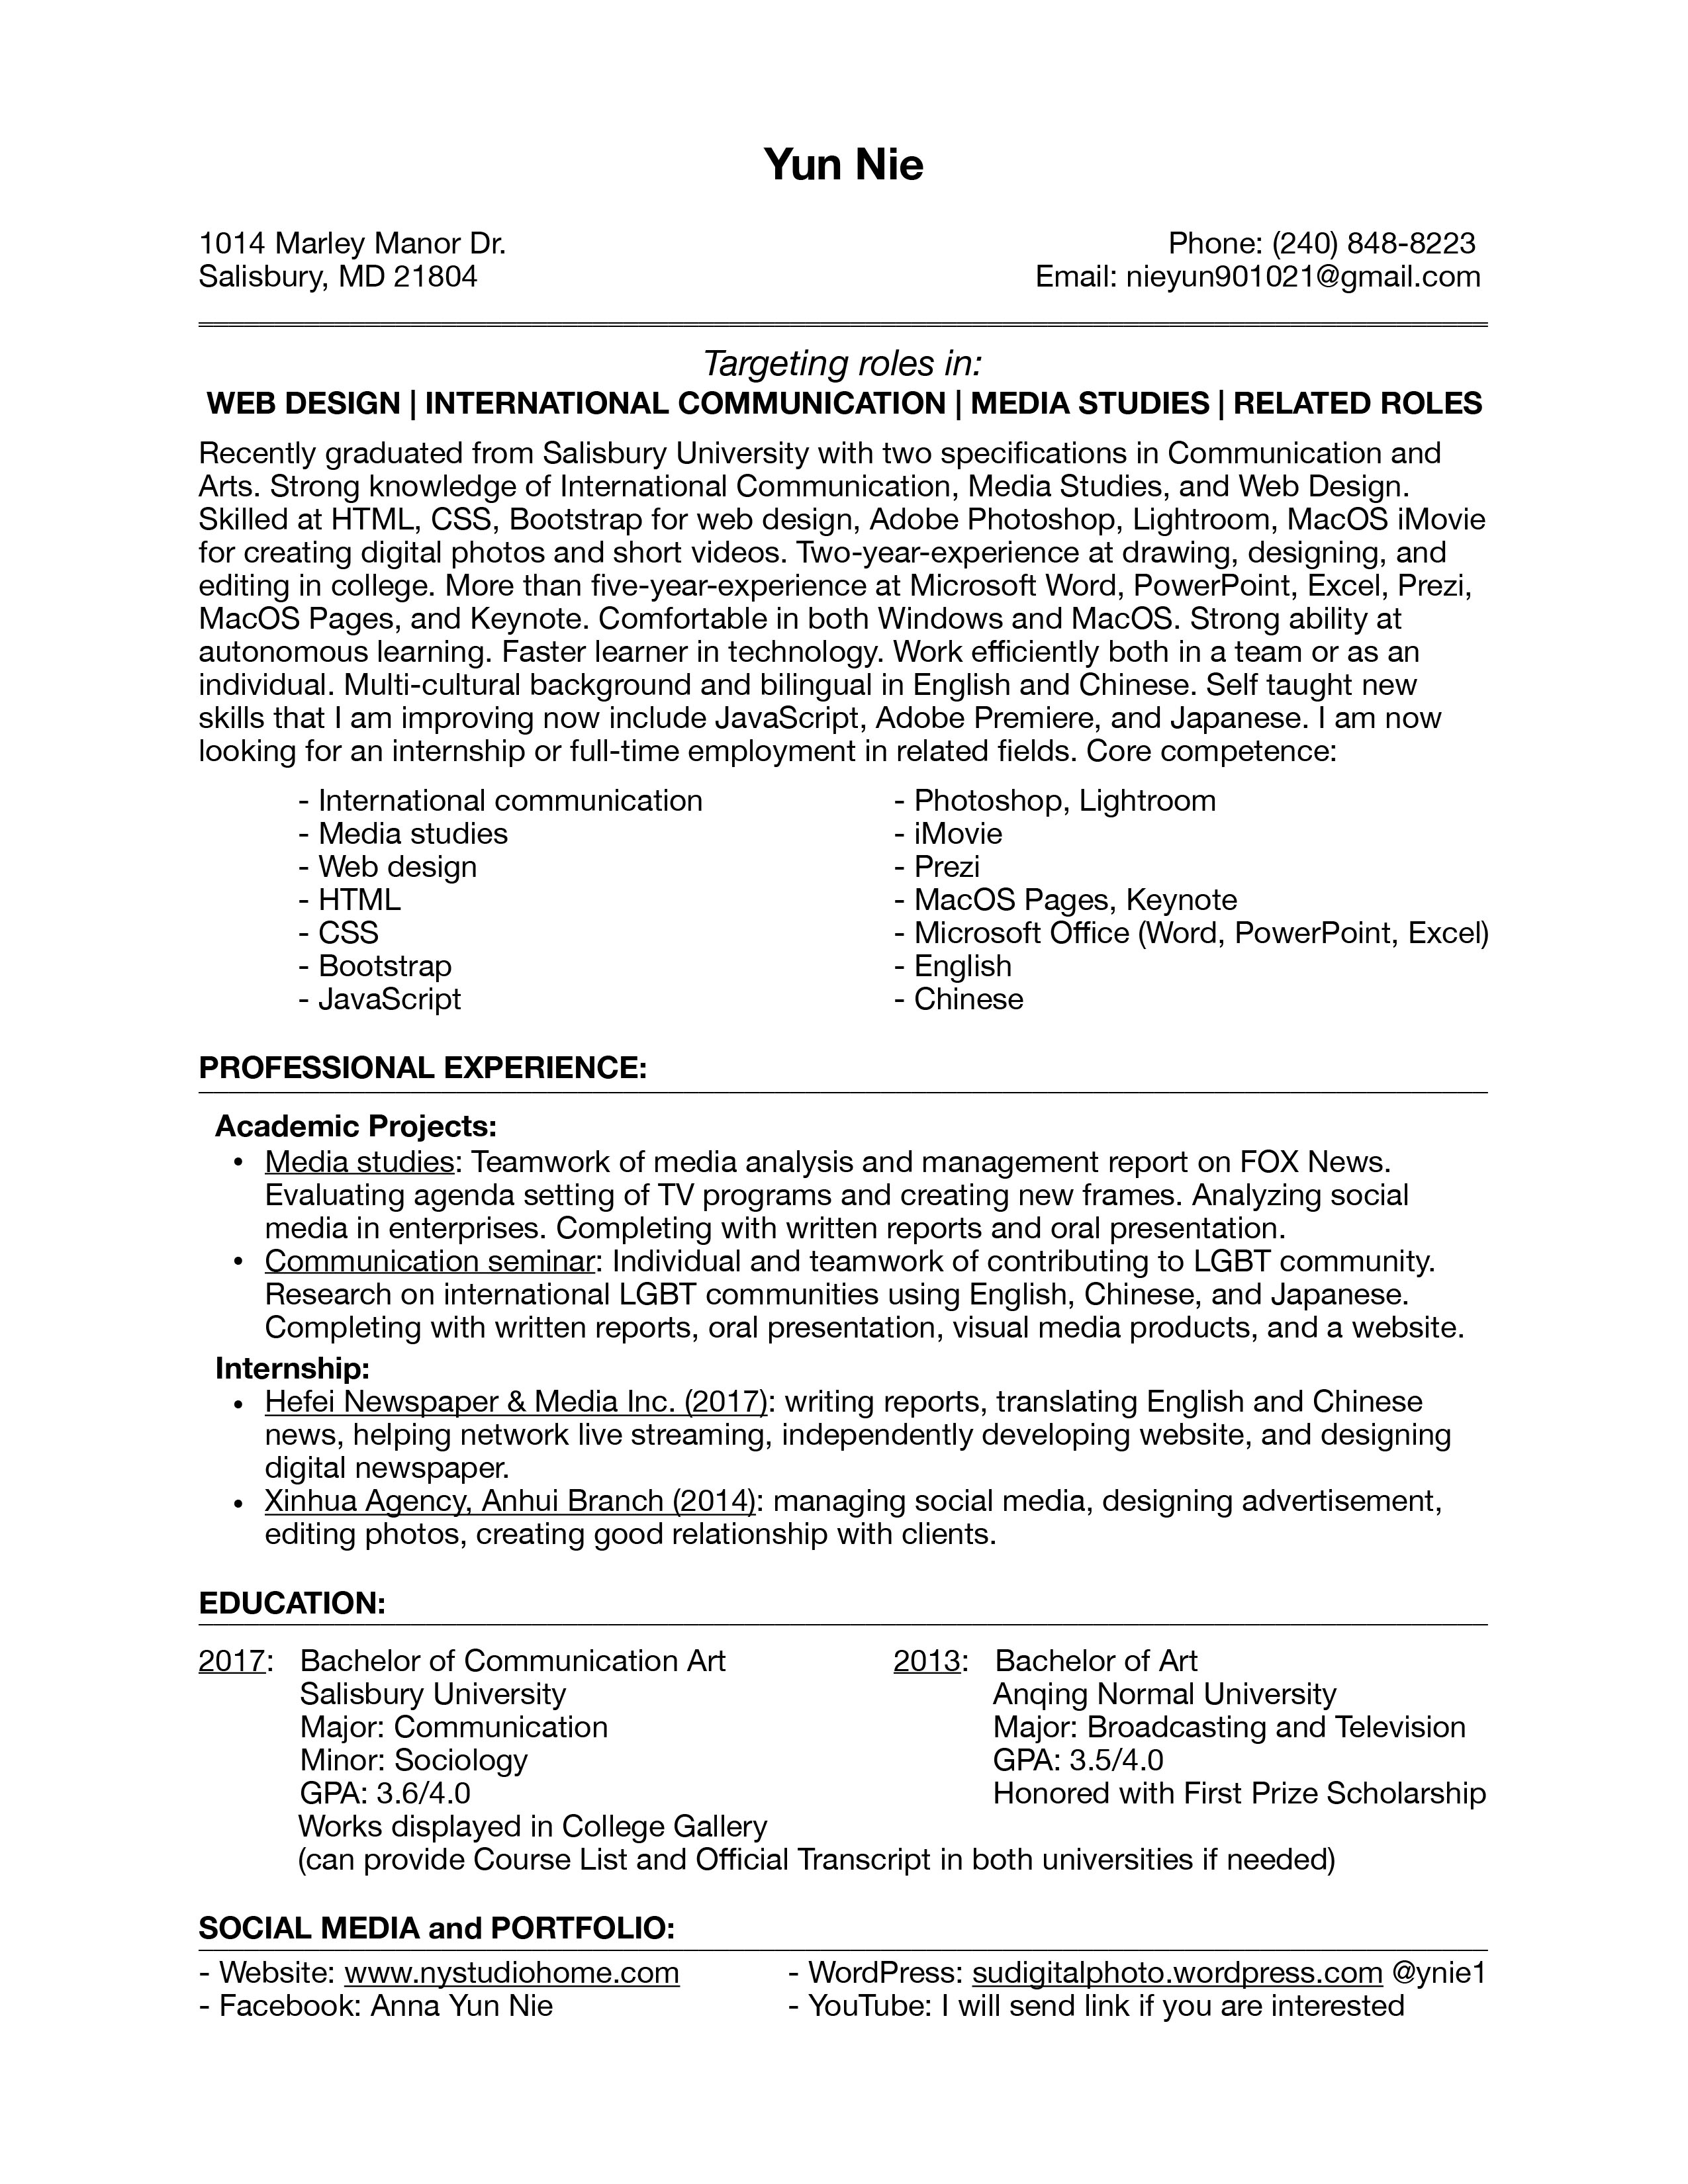 Yun Nie
1014 Marley Manor Dr.
Phone: (240) 848-8223
Salisbury, MD 21804
Email: nieyun901021@gmail.com
Targeting roles in:
WEB DESIGN | INTERNATIONAL COMMUNICATION | MEDIA STUDIES | RELATED ROLES
Recently graduated from Salisbury University with two specifications in Communication and
Arts. Strong knowledge of International Communication, Media Studies, and Web Design.
Skilled at HTML, CSS, Bootstrap for web design, Adobe Photoshop, Lightroom, MacOS iMovie
for creating digital photos and short videos. Two-year-experience at drawing, designing, and
editing in college. More than five-year-experience at Microsoft Word, PowerPoint, Excel, Prezi,
MacOS Pages, and Keynote. Comfortable in both Windows and MacOS. Strong ability at
autonomous learning. Faster learner in technology. Work efficiently both in a team or as an
individual. Multi-cultural background and bilingual in English and Chinese. Self taught new
skills that I am improving now include JavaScript, Adobe Premiere, and Japanese. I am now
looking for an internship or full-time employment in related fields. Core competence:
- International communication
- Media studies
- Web design
- HTML
- CSS
- Bootstrap
- JavaScript
- Photoshop, Lightroom
- iMovie
- Prezi
- MacOS Pages, Keynote
- Microsoft Office (Word, PowerPoint, Excel)
- English
- Chinese
PROFESSIONAL EXPERIENCE:
Academic Projects:
• Media studies: Teamwork of media analysis and management report on FOX News.
Evaluating agenda setting of TV programs and creating new frames. Analyzing social
media in enterprises. Completing with written reports and oral presentation.
• Communication seminar: Individual and teamwork of contributing to LGBT community.
Research on international LGBT communities using English, Chinese, and Japanese.
Completing with written reports, oral presentation, visual media products, and a website.
Internship:
• Hefei Newspaper & Media Inc. (2017): writing reports, translating English and Chinese
news, helping network live streaming, independently developing website, and designing
digital newspaper.
• Xinhua Agency, Anhui Branch (2014): managing social media, designing advertisement,
editing photos, creating good relationship with clients.
EDUCATION:
2017: Bachelor of Communication Art
Salisbury University
Major: Communication
Minor: Sociology
GPA: 3.6/4.0
Works displayed in College Gallery
2013: Bachelor of Art
Anqing Normal University
Major: Broadcasting and Television
GPA: 3.5/4.0
Honored with First Prize Scholarship
(can provide Course List and Official Transcript in both universities if needed)
SOCIAL MEDIA and PORTFOLIO:
- Website: www.nystudiohome.com
- Facebook: Anna Yun Nie
- WordPress: sudigitalphoto.wordpress.com @ynie1
- YouTube: I will send link if you are interested